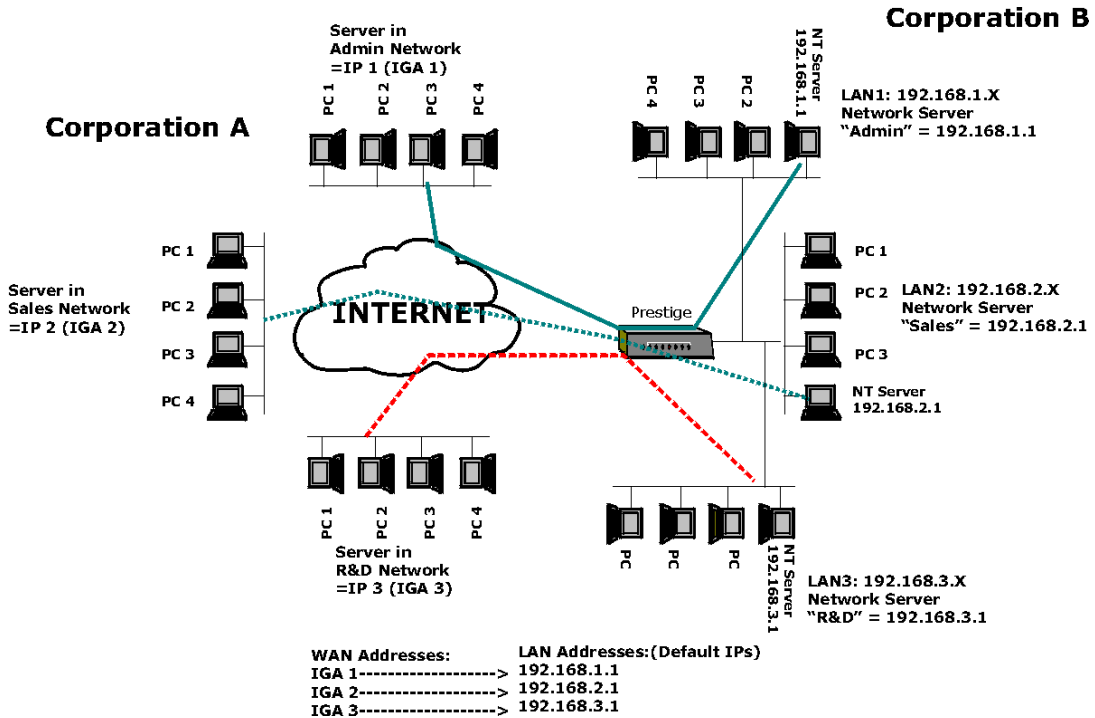 Corporation B
Server in
Admin Network
=IP 1 (IGA 1)
PC 1
PC 2
PC 3
PC 4
Corporation A
PC 4
PC 3
PC 2
NT Server
192.168.1.1
LAN1: 192.168.1.X
Network Server
“Admin” = 192.168.1.1
PC 1
PC 2
PC 3
PC 4
Server in
Sales Network
=IP 2 (IGA 2)
INTERNET
Prestige
PC 1
PC 2
PC 3
NT Server
192.168.2.1
LAN2: 192.168.2.X
Network Server
“Sales” = 192.168.2.1
PC 1
PC 2
PC 3
PC 4
Server in
R&D Network
=IP 3 (IGA 3)
PC
PC
PC
NT Server
192.168.3.1
LAN3: 192.168.3.X
Network Server
“R&D” = 192.168.3.1
WAN Addresses: LAN Addresses:(Default IPs)
IGA 1----------------> 192.168.1.1
IGA 2----------------> 192.168.2.1
IGA 3----------------> 192.168.3.1